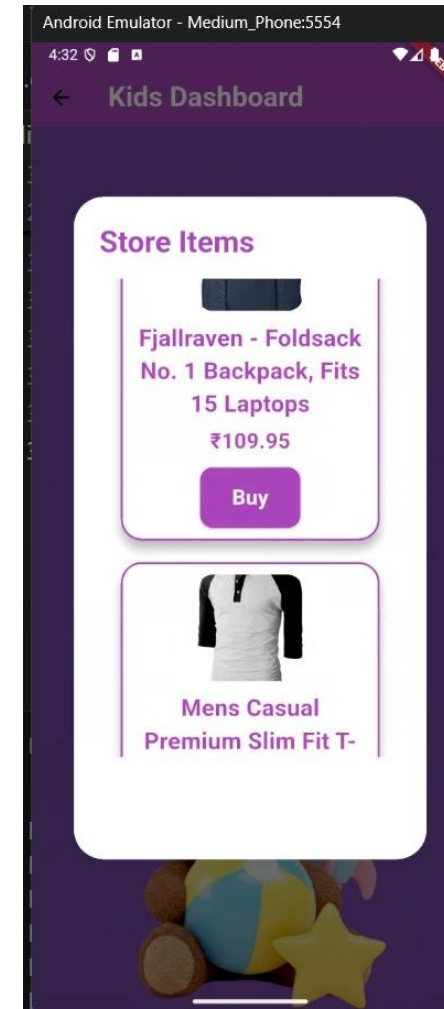 Android Emulator - Medium_Phone:5554
4:32
Kids Dashboard
Store Items
Fjallraven - Foldsack
No. 1 Backpack, Fits
15 Laptops
₹109.95
Buy
Mens Casual
Premium Slim Fit T-